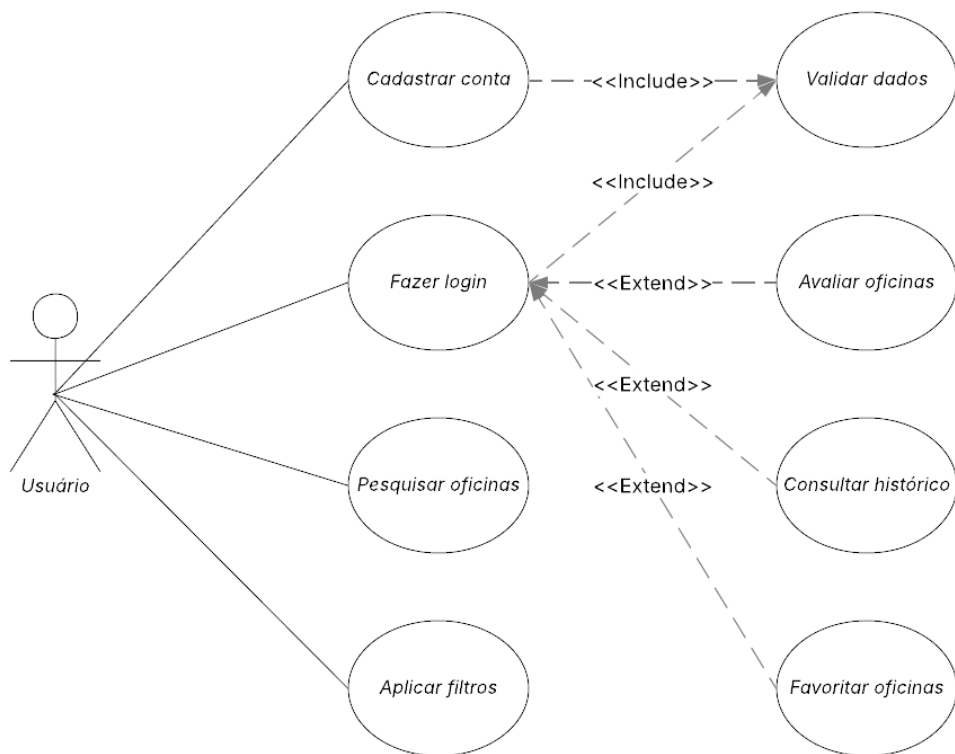 Cadastrar conta
<<Include>>
Validar dados
<<Include>>
Fazer login
<<Extend>>
Avaliar oficinas
<<Extend>>
Usuário
Pesquisar oficinas
<<Extend>>
Consultar histórico
Aplicar filtros
Favoritar oficinas